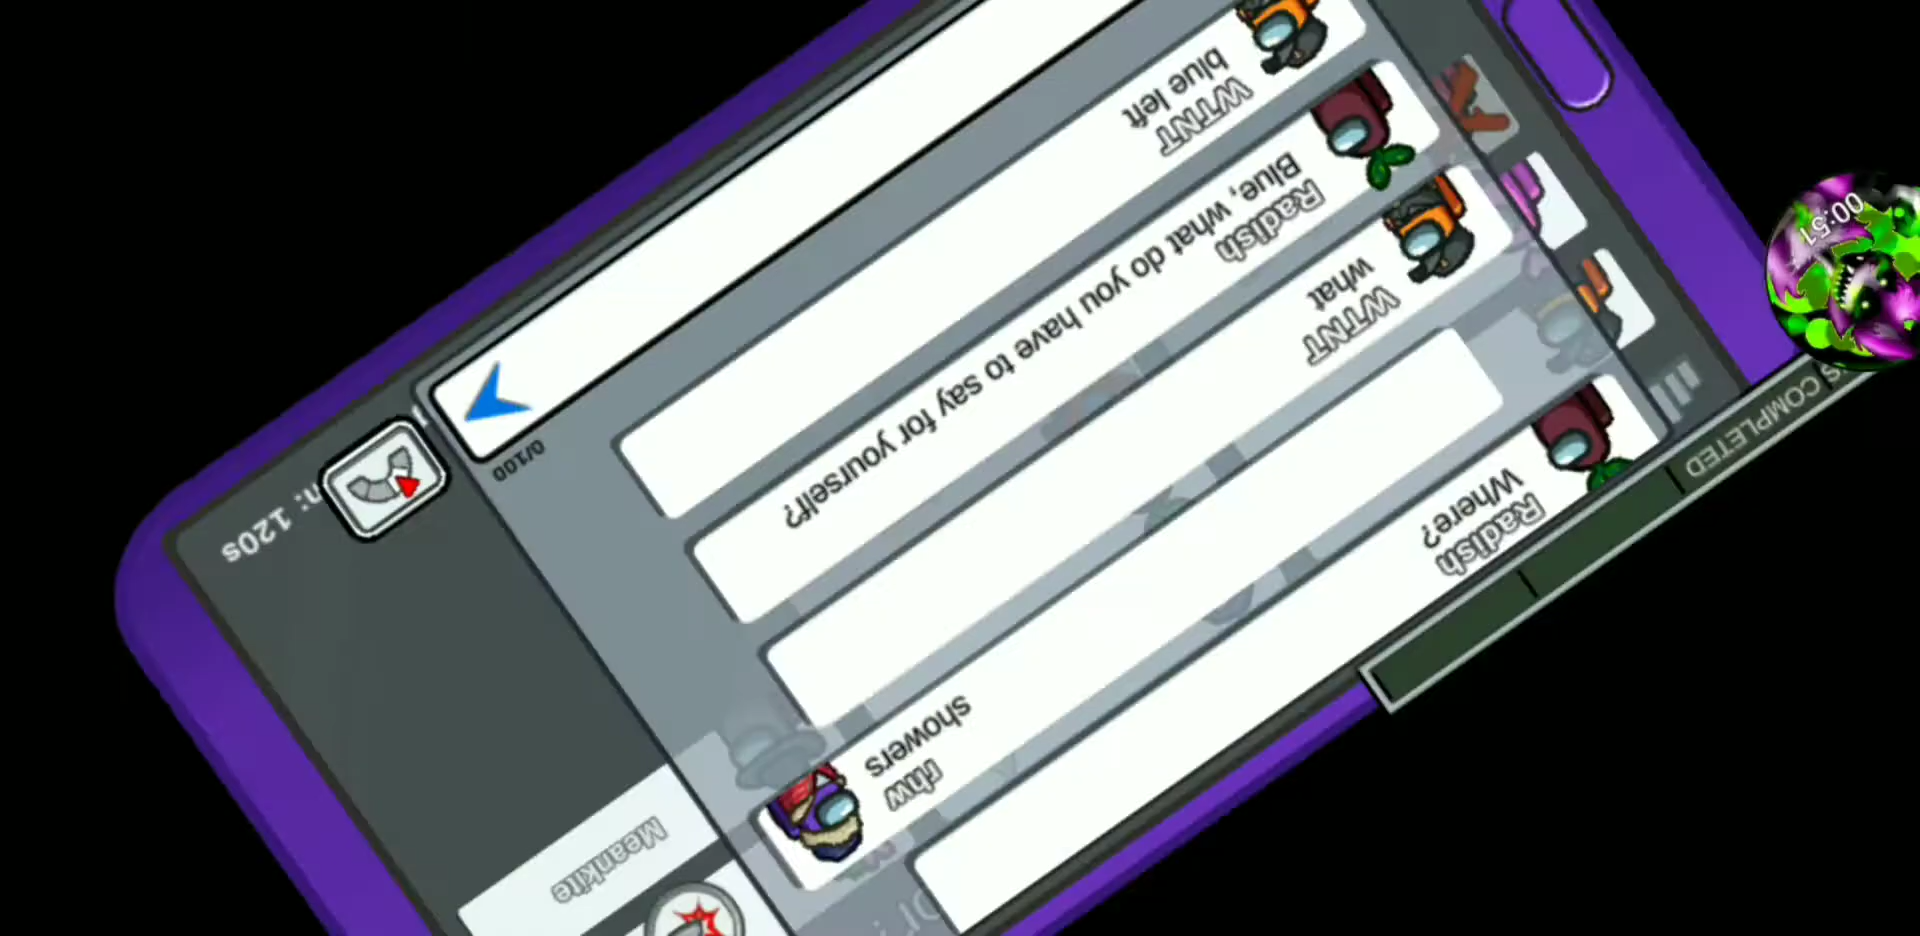 S COMPLETED
Radish
Where?
rhw
showers
WTNT
what
Radish
Blue, what do you have to say for yourself?
WTNT
blue left
0/100
Meankite
n: 120s
00:51